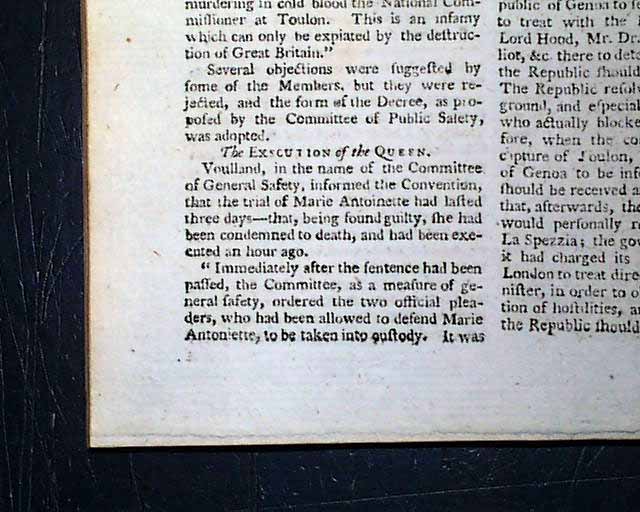 murdering in cold blood the National Com-
miſſioner at Toulon. This is an infamy
which can only be expiated by the deſtruc-
tion of Great Britain."
Several objections were ſuggeſted by
ſome of the Members, but they were re-
jected, and the form of the Decree, as pro-
poſed by the Committee of Public Safety,
was adopted.
The EXECUTION of the QUEEN.
Voulland, in the name of the Committee
of General Safety, informed the Convention,
that the trial of Marie Antoinette had laſted
three days—that, being found guilty, ſhe had
been condemned to death, and had been exe-
cuted an hour ago.
" Immediately after the ſentence had been
paſſed, the Committee, as a meaſure of ge-
neral ſafety, ordered the two official plea-
ders, who had been allowed to defend Marie
Antoniette, to be taken into cuſtody. It was
public of Genoa to
to treat with the
Lord Hood, Mr. Dr
liot, &c. there to
the Republic ſhould
The Republic reſol
ground, and eſpecial
who actually blocke
fore, when the co
capture of Toulon,
of Genoa to be inf
ſhould be received a
that, afterwards, the
would perſonally r
La Spezzia; the go
it had charged its
London to treat dire
niſter, in order to o
tion of hoſtilities, a
the Republic ſhould